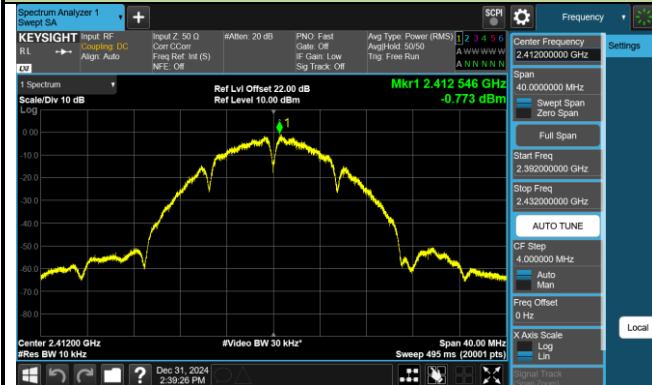 Spectrum Analyzer 1
Swept SA
+
SCPI
Frequency
KEYSIGHT
RL
Input: RF
Coupling: DC
Align: Auto
Input Z: 50 Ω
Corr CCorr
Freq Ref: Int (S)
NFE: Off
#Atten: 20 dB
PNO: Fast
Gate: Off
IF Gain: Low
Sig Track: Off
Avg Type: Power (RMS)
Avg|Hold: 50/50
Trig: Free Run
1 2 3 4 5 6
A W W W W W
A N N N N N
Center Frequency
2.412000000 GHz
Settings
1 Spectrum
Scale/Div 10 dB
Log
Ref Lvl Offset 22.00 dB
Ref Level 10.00 dBm
Mkr1 2.412 546 GHz
-0.773 dBm
Span
40.0000000 MHz
Swept Span
Zero Span
Full Span
Start Freq
2.392000000 GHz
Stop Freq
2.432000000 GHz
AUTO TUNE
CF Step
4.000000 MHz
Auto
Man
Freq Offset
0 Hz
X Axis Scale
Log
Lin
Signal Track
Local
1
0.00
-10.0
-20.0
-30.0
-40.0
-50.0
-60.0
-70.0
-80.0
Center 2.41200 GHz
#Res BW 10 kHz
#Video BW 30 kHz*
Span 40.00 MHz
Sweep 495 ms (20001 pts)
?
Dec 31, 2024
2:39:26 PM